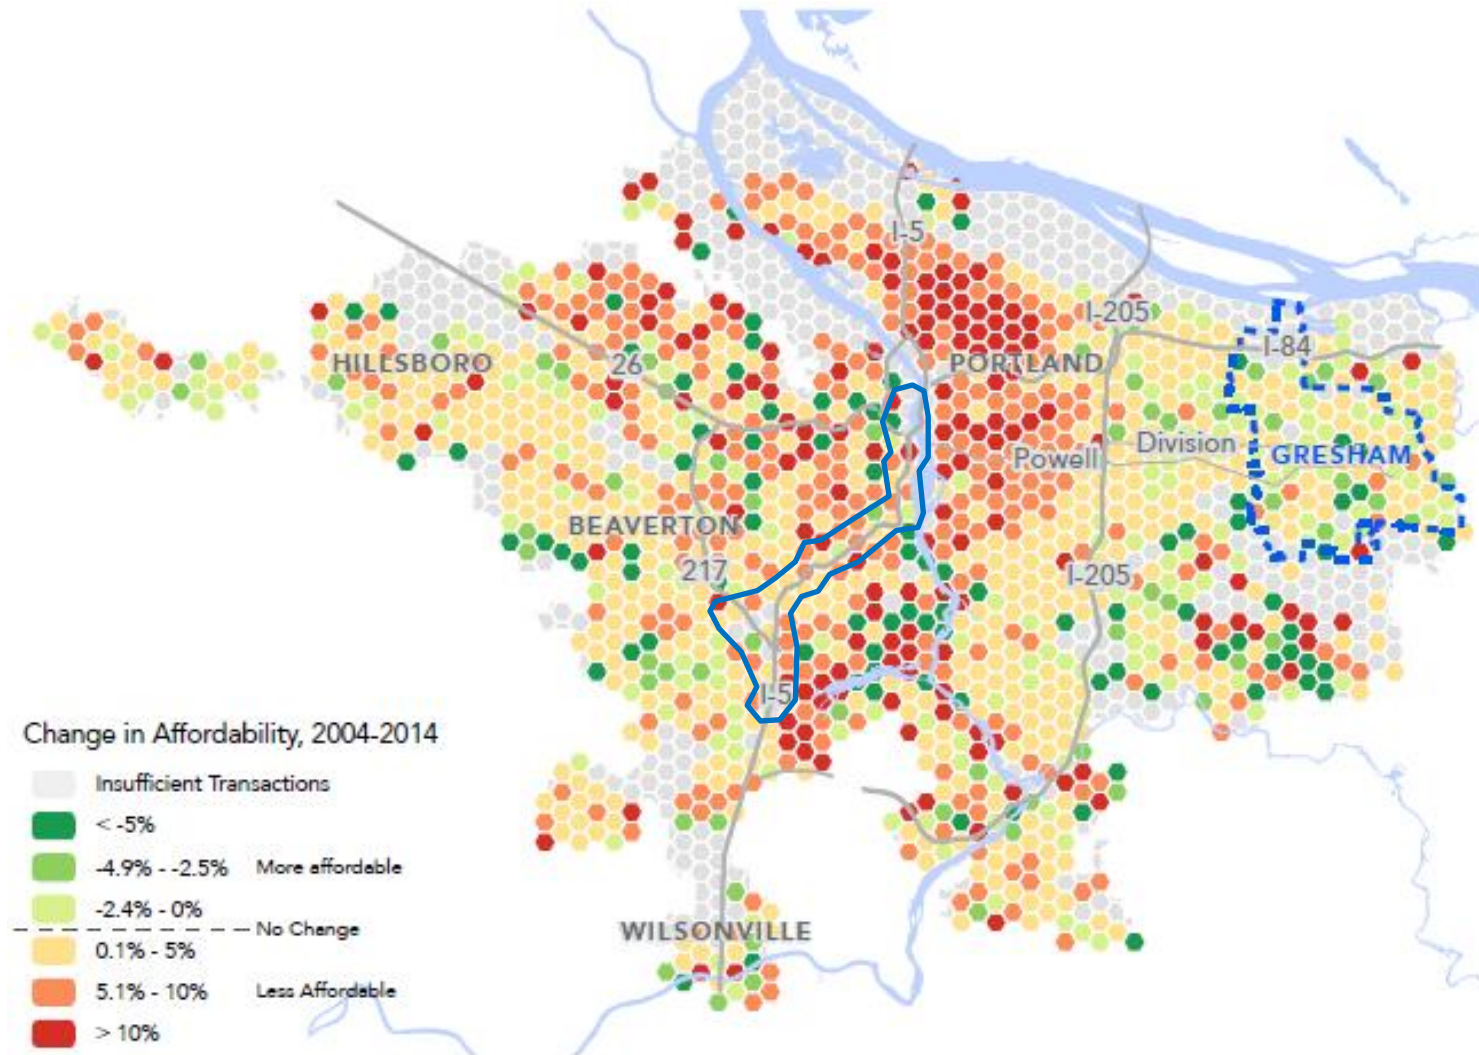 I-5
I-205
I-84
HILLSBORO
26
PORTLAND
Division
Powell
GRESHAM
BEAVERTON
217
I-205
I-5
WILSONVILLE
Change in Affordability, 2004-2014
Insufficient Transactions
< -5%
-4.9% - -2.5% More affordable
-2.4% - 0%
No Change
0.1% - 5%
5.1% - 10% Less Affordable
> 10%